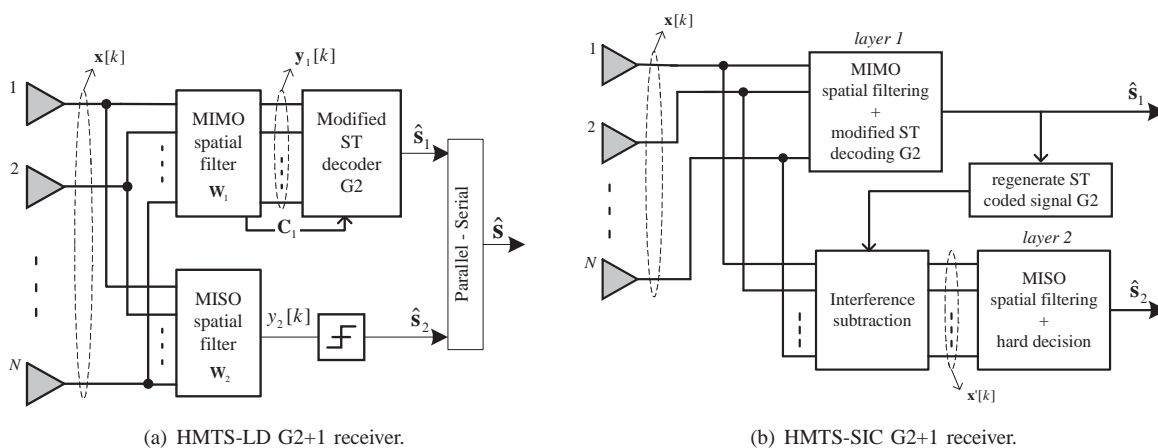 x[k]
1
2
N
MIMO
spatial
filter
W₁
y₁[k]
Modified
ST
decoder
G2
C₁
ŝ₁
MISO
spatial
filter
W₂
y₂[k]
ŝ₂
Parallel - Serial
ŝ
(a) HMTS-LD G2+1 receiver.
x[k]
1
2
N
layer 1
MIMO
spatial filtering
+
modified ST
decoding G2
ŝ₁
regenerate ST
coded signal G2
Interference
subtraction
x'[k]
layer 2
MISO
spatial filtering
+
hard decision
ŝ₂
(b) HMTS-SIC G2+1 receiver.